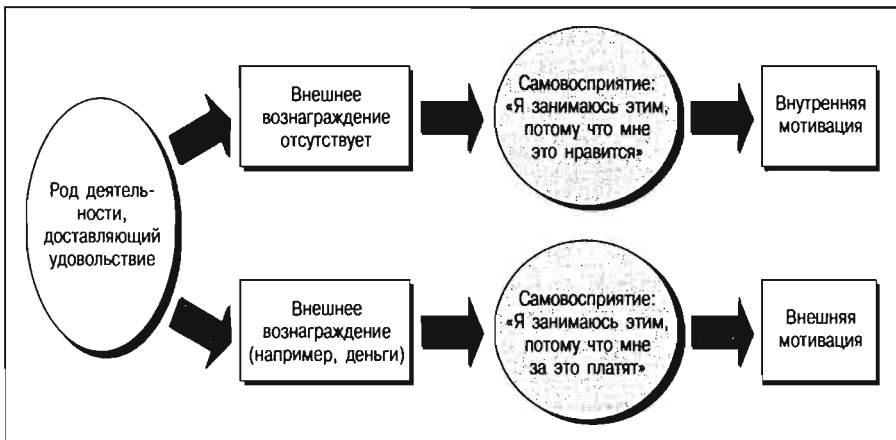 Род деятель-
ности,
доставляющий
удовольствие
Внешнее
вознаграждение
отсутствует
Самовосприятие:
«Я занимаюсь этим,
потому что мне
это нравится»
Внутренняя
мотивация
Внешнее
вознаграждение
(например, деньги)
Самовосприятие:
«Я занимаюсь этим,
потому что мне
за это платят»
Внешняя
мотивация